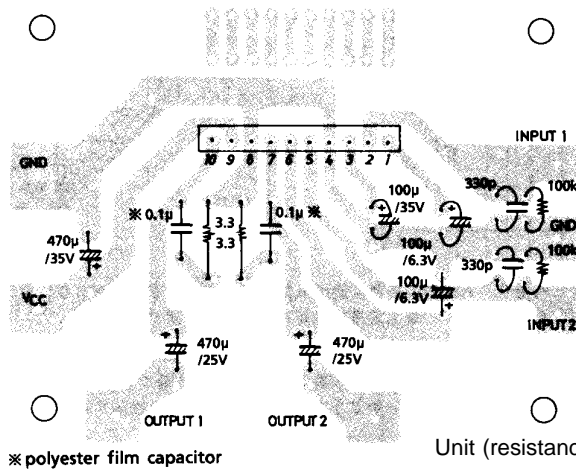 INPUT 1
10 9 8 7 6 5 4 3 2 1
GND
330p
100k
100μ
/35V
※ 0.1μ
3.3
3.3
0.1μ ※
GND
470μ
/35V
100μ
/6.3V
330p
100k
100μ
/6.3V
VCC
INPUT2
470μ
/25V
470μ
/25V
OUTPUT 1
OUTPUT 2
※ polyester film capacitor
Unit (resistanc